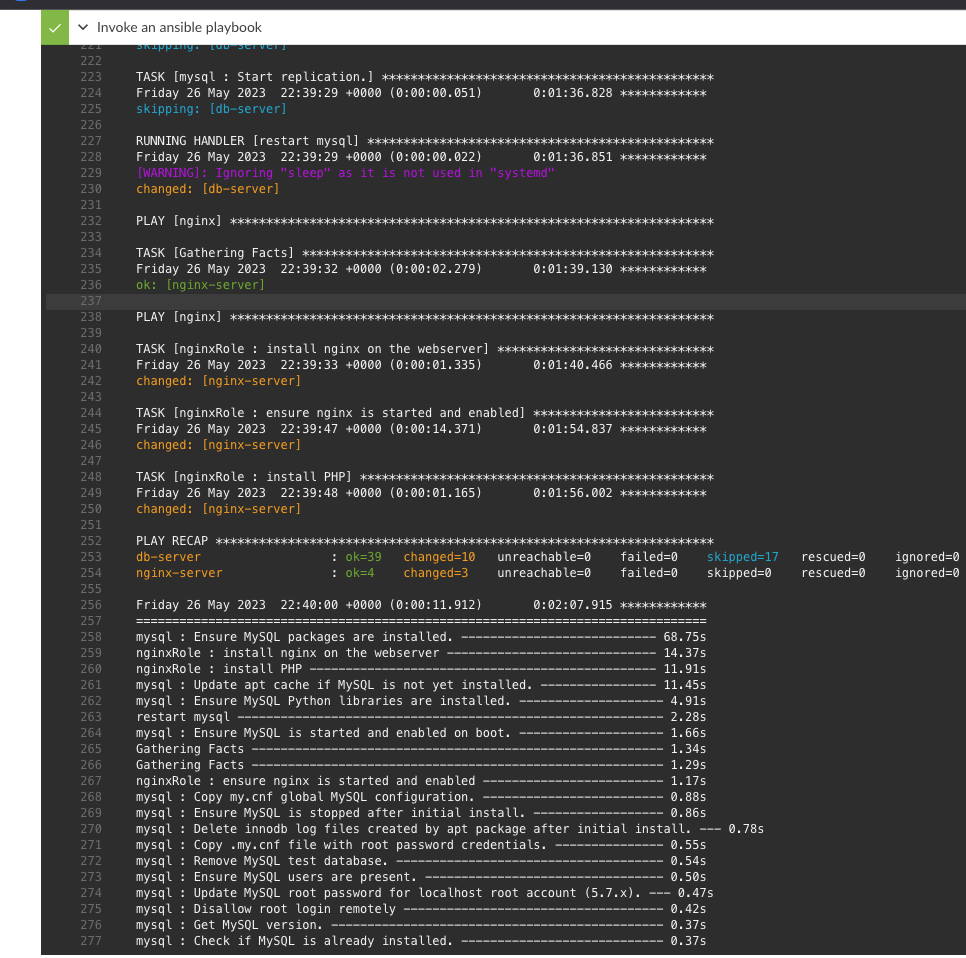 Invoke an ansible playbook
221 skipping: [db-server]
222
223 TASK [mysql : Start replication.] **********************************************
224 Friday 26 May 2023  22:39:29 +0000 (0:00:00.051)       0:01:36.828 ************
225 skipping: [db-server]
226
227 RUNNING HANDLER [restart mysql] ************************************************
228 Friday 26 May 2023  22:39:29 +0000 (0:00:00.022)       0:01:36.851 ************
229 [WARNING]: Ignoring "sleep" as it is not used in "systemd"
230 changed: [db-server]
231
232 PLAY [nginx] *******************************************************************
233
234 TASK [Gathering Facts] *********************************************************
235 Friday 26 May 2023  22:39:32 +0000 (0:00:02.279)       0:01:39.130 ************
236 ok: [nginx-server]
237
238 PLAY [nginx] *******************************************************************
239
240 TASK [nginxRole : install nginx on the webserver] ******************************
241 Friday 26 May 2023  22:39:33 +0000 (0:00:01.335)       0:01:40.466 ************
242 changed: [nginx-server]
243
244 TASK [nginxRole : ensure nginx is started and enabled] *************************
245 Friday 26 May 2023  22:39:47 +0000 (0:00:14.371)       0:01:54.837 ************
246 changed: [nginx-server]
247
248 TASK [nginxRole : install PHP] *************************************************
249 Friday 26 May 2023  22:39:48 +0000 (0:00:01.165)       0:01:56.002 ************
250 changed: [nginx-server]
251
252 PLAY RECAP *********************************************************************
253 db-server                  : ok=39   changed=10   unreachable=0    failed=0    skipped=17   rescued=0    ignored=0
254 nginx-server               : ok=4    changed=3    unreachable=0    failed=0    skipped=0    rescued=0    ignored=0
255
256 Friday 26 May 2023  22:40:00 +0000 (0:00:11.912)       0:02:07.915 ************
257 ===============================================================================
258 mysql : Ensure MySQL packages are installed. --------------------------- 68.75s
259 nginxRole : install nginx on the webserver ----------------------------- 14.37s
260 nginxRole : install PHP ------------------------------------------------ 11.91s
261 mysql : Update apt cache if MySQL is not yet installed. ---------------- 11.45s
262 mysql : Ensure MySQL Python libraries are installed. -------------------- 4.91s
263 restart mysql ----------------------------------------------------------- 2.28s
264 mysql : Ensure MySQL is started and enabled on boot. -------------------- 1.66s
265 Gathering Facts --------------------------------------------------------- 1.34s
266 Gathering Facts --------------------------------------------------------- 1.29s
267 nginxRole : ensure nginx is started and enabled ------------------------- 1.17s
268 mysql : Copy my.cnf global MySQL configuration. ------------------------- 0.88s
269 mysql : Ensure MySQL is stopped after initial install. ------------------ 0.86s
270 mysql : Delete innodb log files created by apt package after initial install. --- 0.78s
271 mysql : Copy .my.cnf file with root password credentials. --------------- 0.55s
272 mysql : Remove MySQL test database. ------------------------------------- 0.54s
273 mysql : Ensure MySQL users are present. --------------------------------- 0.50s
274 mysql : Update MySQL root password for localhost root account (5.7.x). --- 0.47s
275 mysql : Disallow root login remotely ------------------------------------ 0.42s
276 mysql : Get MySQL version. ---------------------------------------------- 0.37s
277 mysql : Check if MySQL is already installed. ---------------------------- 0.37s